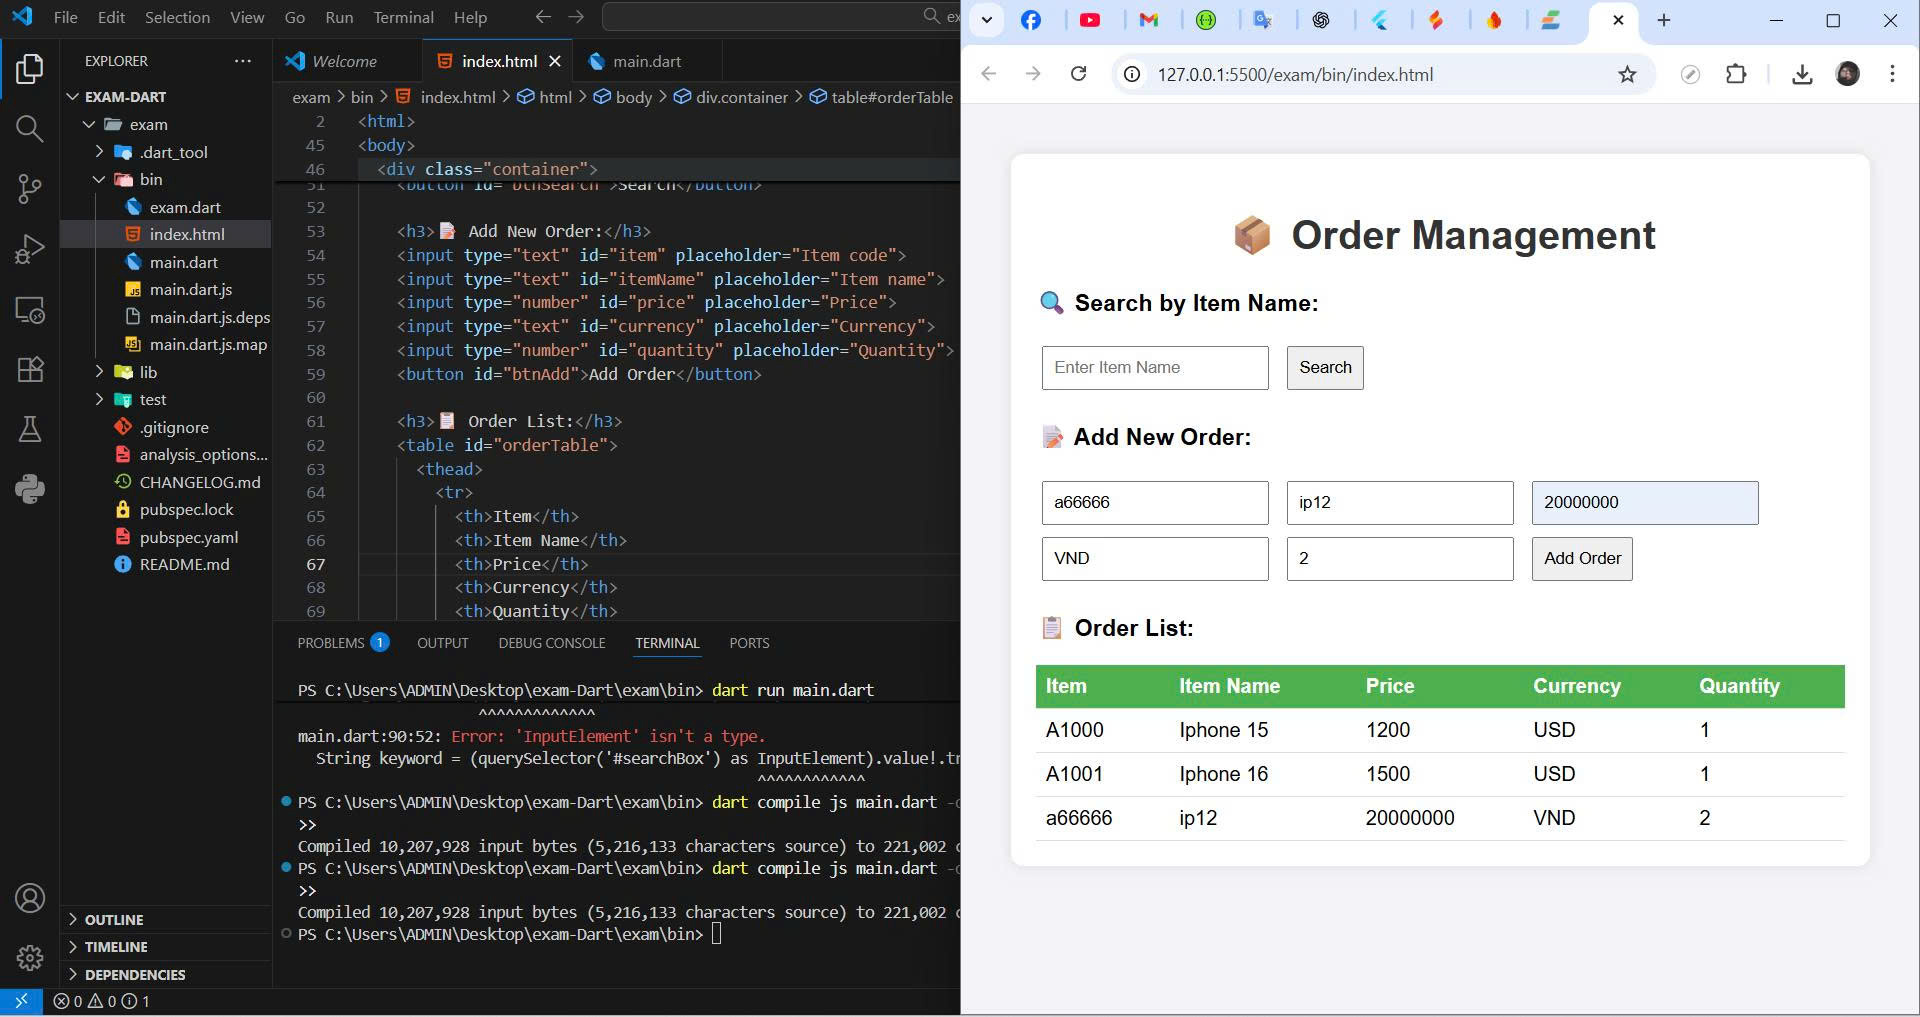 File Edit Selection View Go Run Terminal Help
EXPLORER
EXAM-DART
exam
.dart_tool
bin
exam.dart
index.html
main.dart
main.dart.js
main.dart.js.deps
main.dart.js.map
lib
test
.gitignore
analysis_options...
CHANGELOG.md
pubspec.lock
pubspec.yaml
README.md
OUTLINE
TIMELINE
DEPENDENCIES
0 0 1
Welcome index.html main.dart
exam > bin > index.html > html > body > div.container > table#orderTable
2 <html>
45 <body>
46 <div class="container">
51 <button id="btnSearch">Search</button>
52
53 <h3>📝 Add New Order:</h3>
54 <input type="text" id="item" placeholder="Item code">
55 <input type="text" id="itemName" placeholder="Item name">
56 <input type="number" id="price" placeholder="Price">
57 <input type="text" id="currency" placeholder="Currency">
58 <input type="number" id="quantity" placeholder="Quantity">
59 <button id="btnAdd">Add Order</button>
60
61 <h3>📋 Order List:</h3>
62 <table id="orderTable">
63 <thead>
64 <tr>
65 <th>Item</th>
66 <th>Item Name</th>
67 <th>Price</th>
68 <th>Currency</th>
69 <th>Quantity</th>
PROBLEMS 1 OUTPUT DEBUG CONSOLE TERMINAL PORTS
PS C:\Users\ADMIN\Desktop\exam-Dart\exam\bin> dart run main.dart
^^^^^^^^^^^^^
main.dart:90:52: Error: 'InputElement' isn't a type.
String keyword = (querySelector('#searchBox') as InputElement).value!.tr
^^^^^^^^^^^^
PS C:\Users\ADMIN\Desktop\exam-Dart\exam\bin> dart compile js main.dart
>>
Compiled 10,207,928 input bytes (5,216,133 characters source) to 221,002
PS C:\Users\ADMIN\Desktop\exam-Dart\exam\bin> dart compile js main.dart
>>
Compiled 10,207,928 input bytes (5,216,133 characters source) to 221,002
PS C:\Users\ADMIN\Desktop\exam-Dart\exam\bin>
127.0.0.1:5500/exam/bin/index.html
📦 Order Management
🔍 Search by Item Name:
Enter Item Name Search
📝 Add New Order:
a66666 ip12 20000000
VND 2 Add Order
📋 Order List:
Item Item Name Price Currency Quantity
A1000 Iphone 15 1200 USD 1
A1001 Iphone 16 1500 USD 1
a66666 ip12 20000000 VND 2